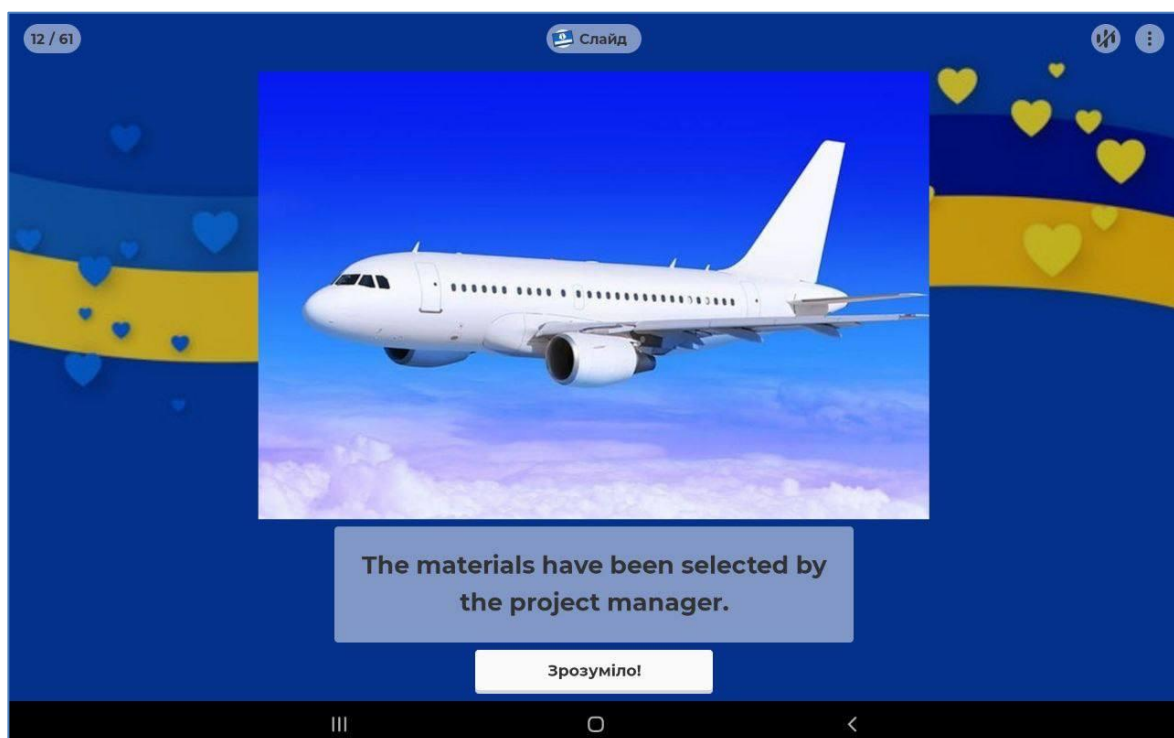 12 / 61
Слайд
The materials have been selected by
the project manager.
Зрозуміло!